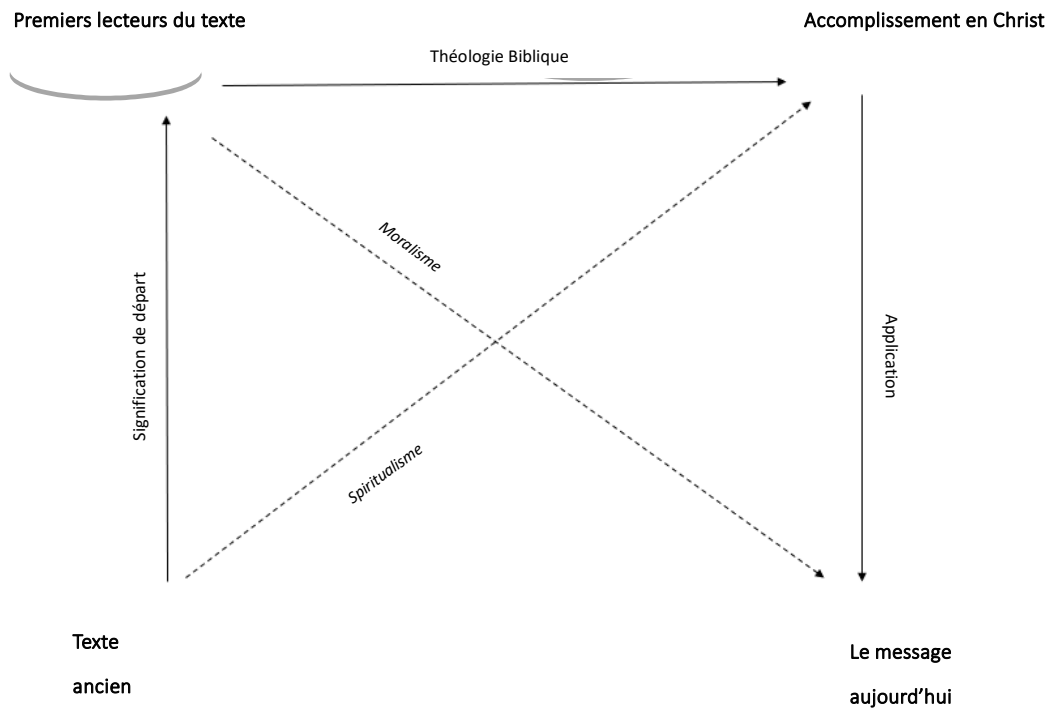 Premiers lecteurs du texte
Accomplissement en Christ
Théologie Biblique
Moralisme
Signification de départ
Application
Spiritualisme
Texte
ancien
Le message
aujourd’hui